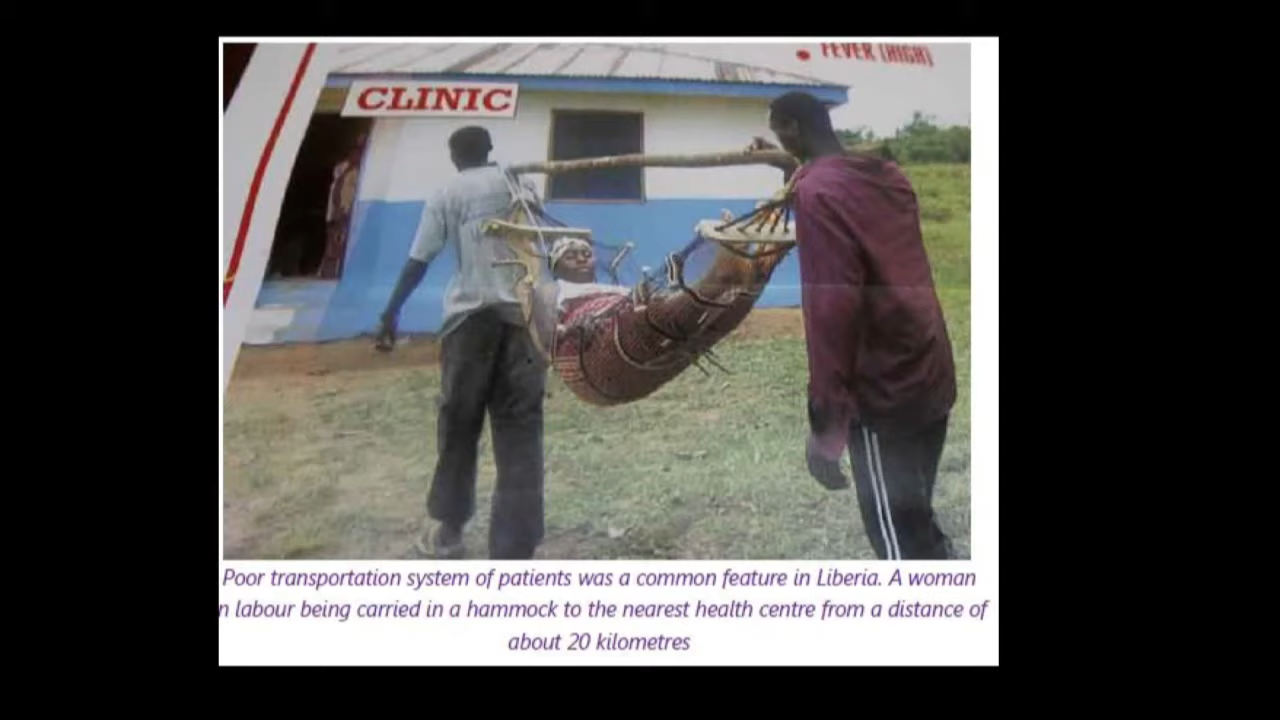 FEVER (HIGH)
CLINIC
Poor transportation system of patients was a common feature in Liberia. A woman
n labour being carried in a hammock to the nearest health centre from a distance of
about 20 kilometres